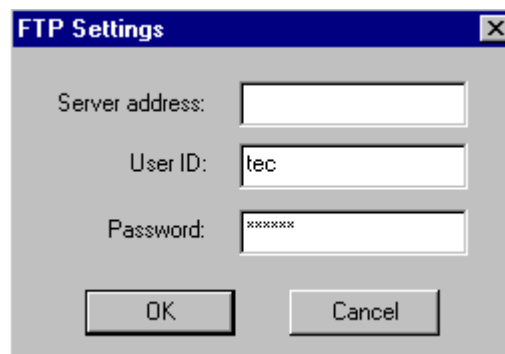 FTP Settings
Server address:
User ID: tec
Password: ******
OK Cancel